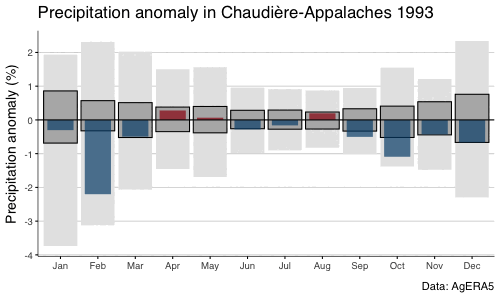 Precipitation anomaly in Chaudière-Appalaches 1993
Precipitation anomaly (%)
2
1
0
-1
-2
-3
-4
Jan Feb Mar Apr May Jun Jul Aug Sep Oct Nov Dec
Data: AgERA5